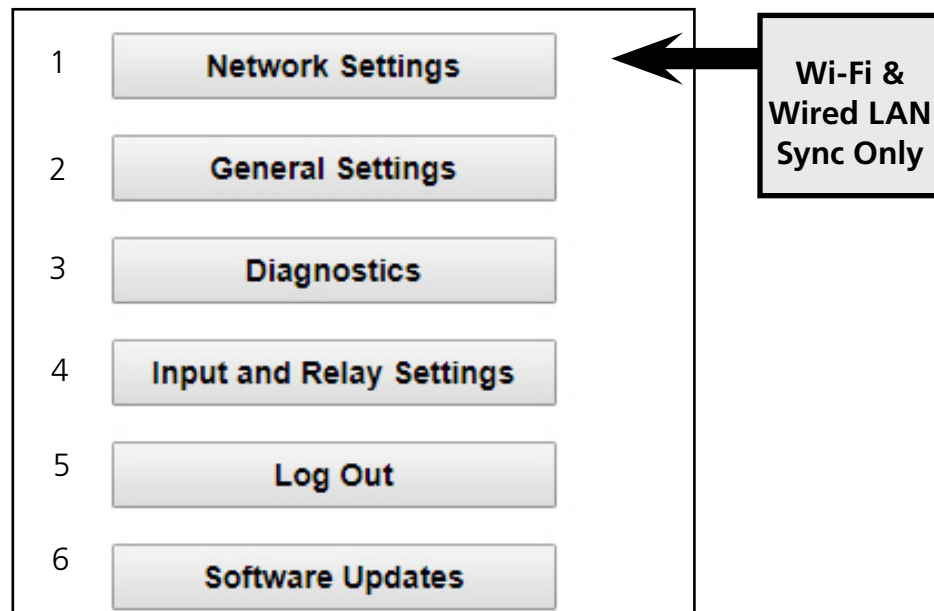 1 Network Settings
Wi-Fi &
Wired LAN
Sync Only
2 General Settings
3 Diagnostics
4 Input and Relay Settings
5 Log Out
6 Software Updates